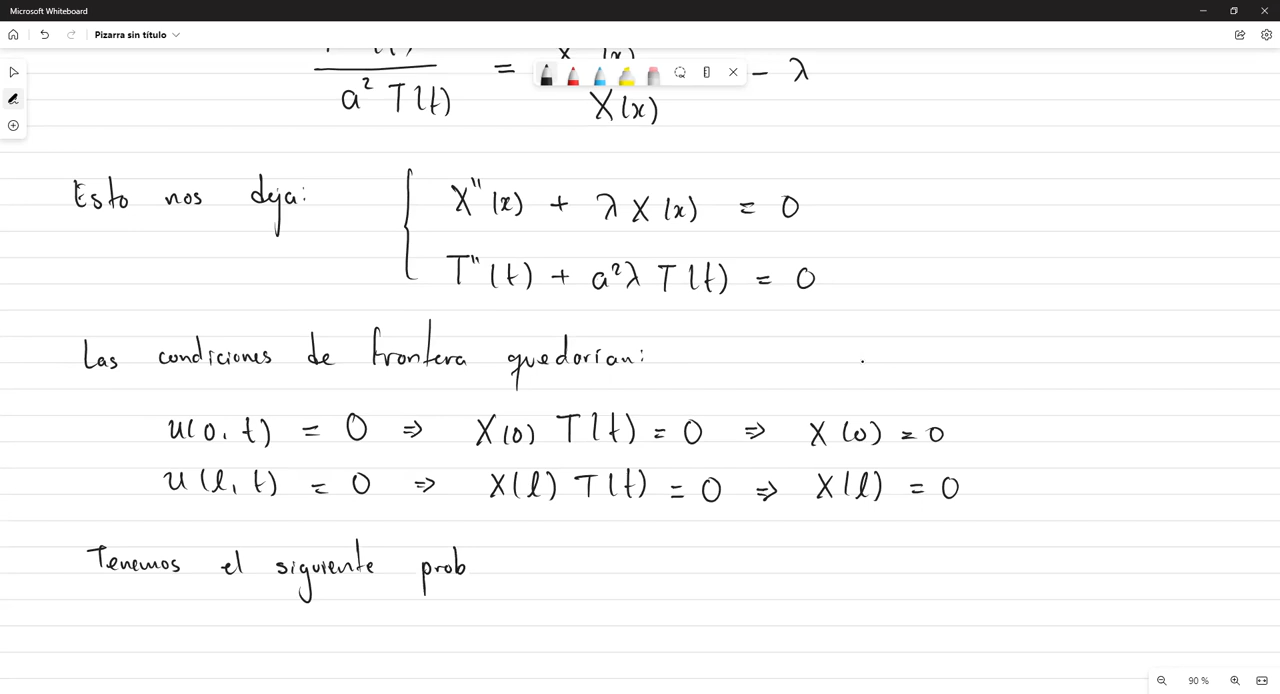 Microsoft Whiteboard
Pizarra sin título
a² T(t) = X(x) - λ
Esto nos deja: { X"(x) + λ X(x) = 0
T"(t) + a²λ T(t) = 0
Las condiciones de frontera quedorían:
u(0,t) = 0 ⇒ X(0) T(t) = 0 ⇒ X(0) = 0
u(l,t) = 0 ⇒ X(l) T(t) = 0 ⇒ X(l) = 0
Tenemos el siguiente prob
90 %